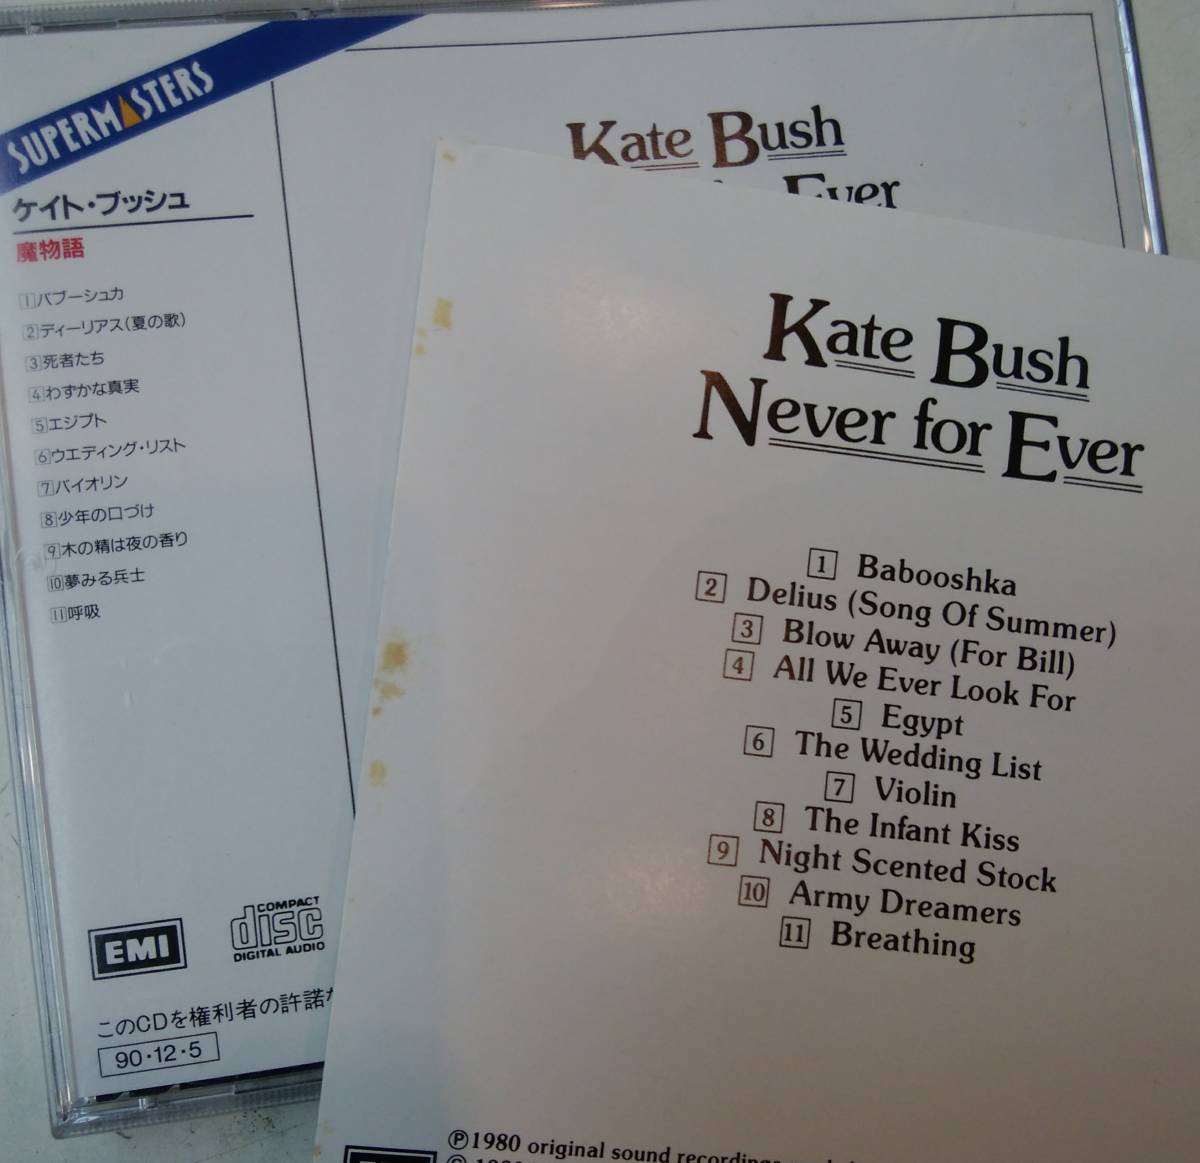 SUPERMASTERS
ケイト・ブッシュ
魔物語
1 バブーシュカ
2 ディーリアス(夏の歌)
3 死者たち
4 わずかな真実
5 エジプト
6 ウエディング・リスト
7 バイオリン
8 少年の口づけ
9 木の精は夜の香り
10 夢みる兵士
11 呼吸
EMI
COMPACT
disc
DIGITAL AUDIO
このCDを権利者の許諾
90・12・5
Kate Bush
Ever
Kate Bush
Never for Ever
1 Babooshka
2 Delius (Song Of Summer)
3 Blow Away (For Bill)
4 All We Ever Look For
5 Egypt
6 The Wedding List
7 Violin
8 The Infant Kiss
9 Night Scented Stock
10 Army Dreamers
11 Breathing
℗1980 original sound recordings